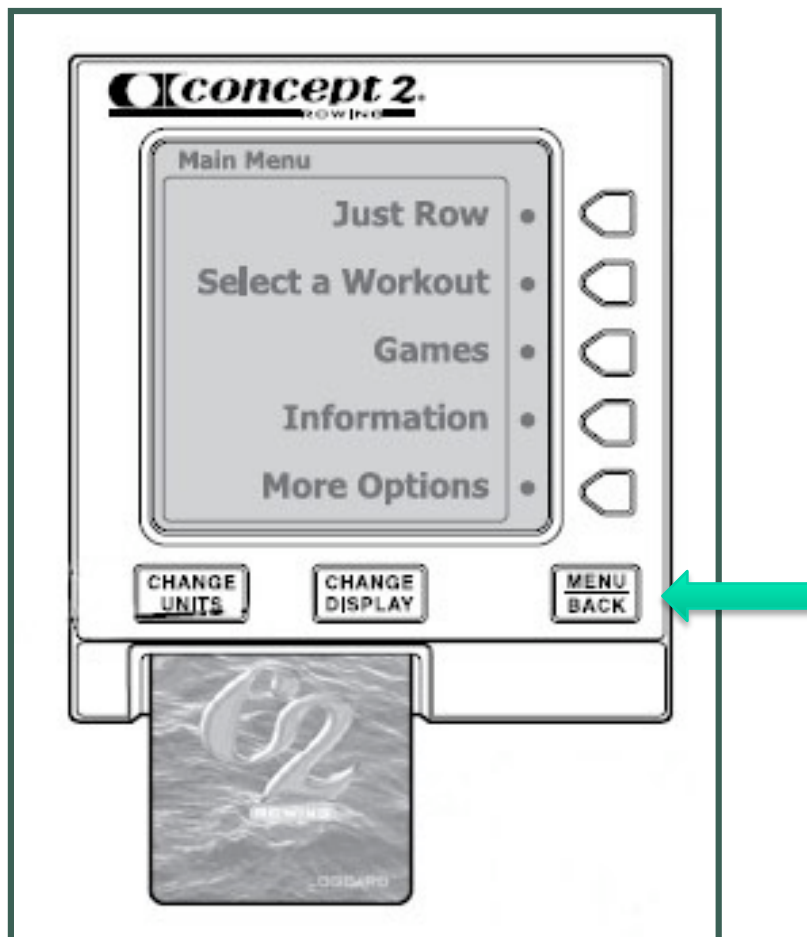 concept 2.
ROWING
Main Menu
Just Row
Select a Workout
Games
Information
More Options
CHANGE
UNITS
CHANGE
DISPLAY
MENU
BACK
C2
ROWING
LOGCARD